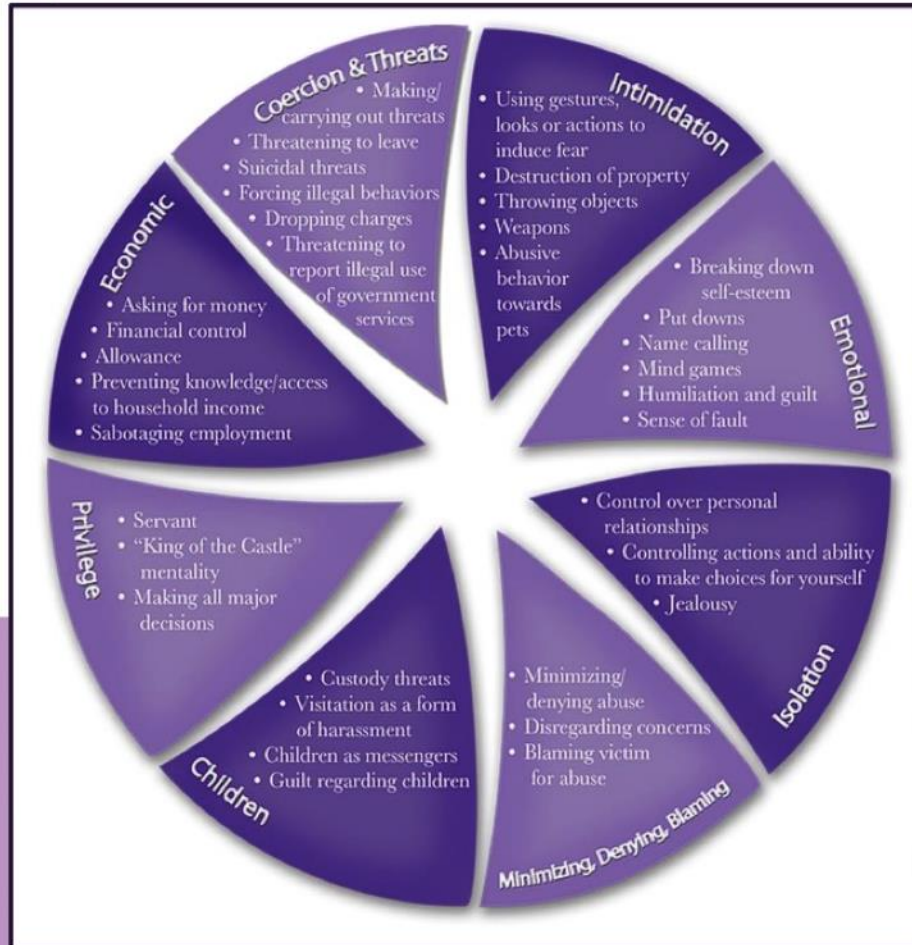 Coercion & Threats
• Making/
carrying out threats
• Threatening to leave
• Suicidal threats
• Forcing illegal behaviors
• Dropping charges
• Threatening to
report illegal use
of government
services
Intimidation
• Using gestures,
looks or actions to
induce fear
• Destruction of property
• Throwing objects
• Weapons
• Abusive
behavior
towards
pets
Emotional
• Breaking down
self-esteem
• Put downs
• Name calling
• Mind games
• Humiliation and guilt
• Sense of fault
Isolation
• Control over personal
relationships
• Controlling actions and ability
to make choices for yourself
• Jealousy
Minimizing, Denying, Blaming
• Minimizing/
denying abuse
• Disregarding concerns
• Blaming victim
for abuse
Children
• Custody threats
• Visitation as a form
of harassment
• Children as messengers
• Guilt regarding children
Privilege
• Servant
• “King of the Castle”
mentality
• Making all major
decisions
Economic
• Asking for money
• Financial control
• Allowance
• Preventing knowledge/access
to household income
• Sabotaging employment